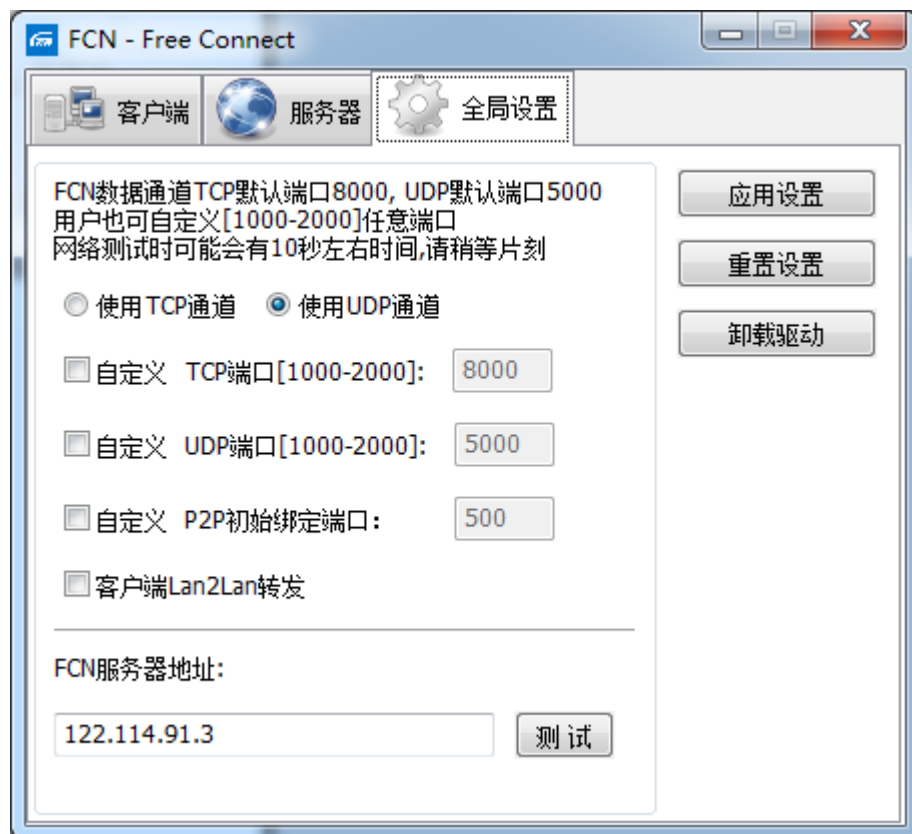 FCN - Free Connect
客户端
服务器
全局设置
FCN数据通道TCP默认端口8000, UDP默认端口5000
用户也可自定义[1000-2000]任意端口
网络测试时可能会有10秒左右时间,请稍等片刻
使用TCP通道
使用UDP通道
自定义 TCP端口[1000-2000]:
8000
自定义 UDP端口[1000-2000]:
5000
自定义 P2P初始绑定端口：
500
客户端Lan2Lan转发
FCN服务器地址:
122.114.91.3
测 试
应用设置
重置设置
卸载驱动